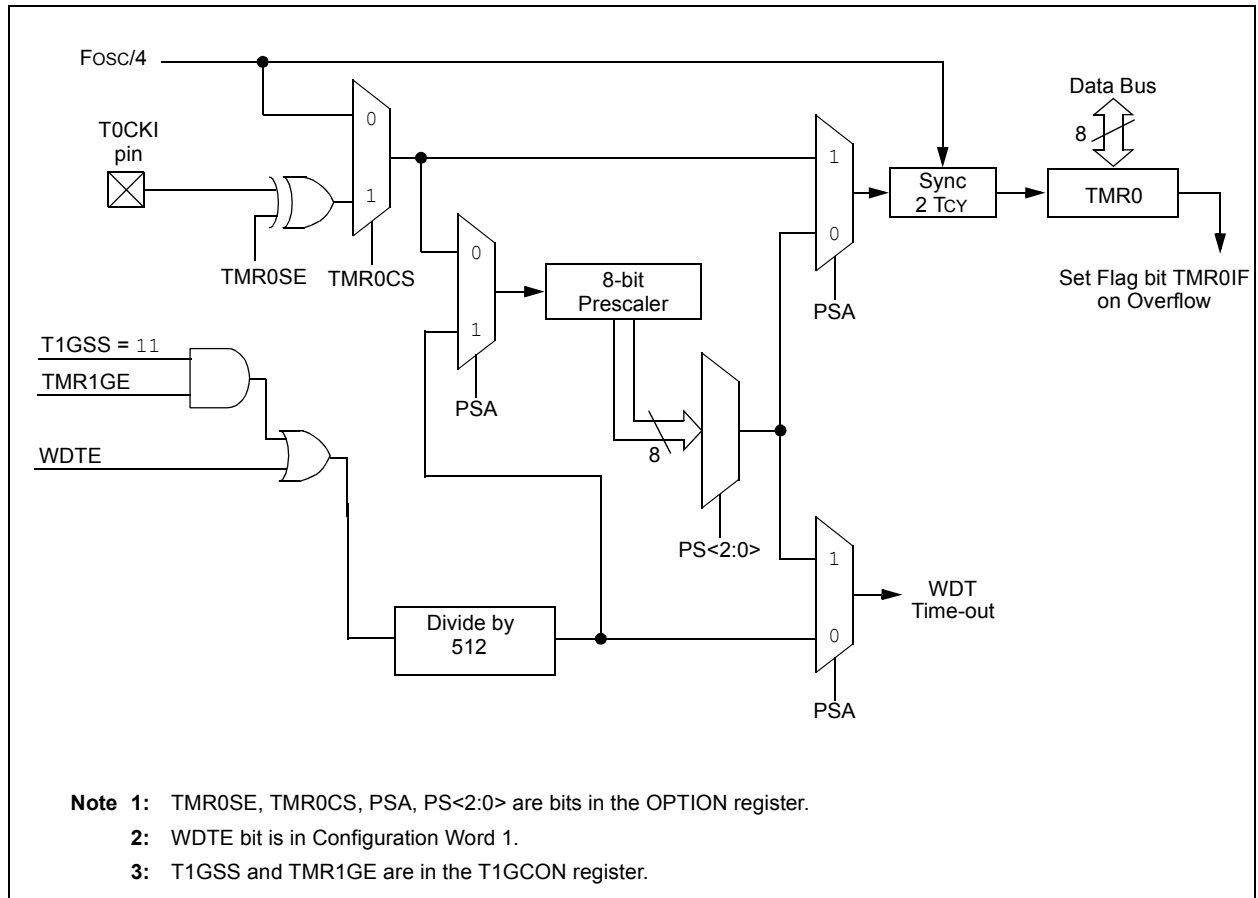 FOSC/4
Data Bus
8
T0CKI
pin
0
1
1
0
Sync
2 TCY
TMR0
TMR0SE
TMR0CS
0
1
8-bit
Prescaler
PSA
Set Flag bit TMR0IF
on Overflow
T1GSS = 11
TMR1GE
PSA
WDTE
8
PS<2:0>
1
0
WDT
Time-out
Divide by
512
PSA
Note 1: TMR0SE, TMR0CS, PSA, PS<2:0> are bits in the OPTION register.
2: WDTE bit is in Configuration Word 1.
3: T1GSS and TMR1GE are in the T1GCON register.